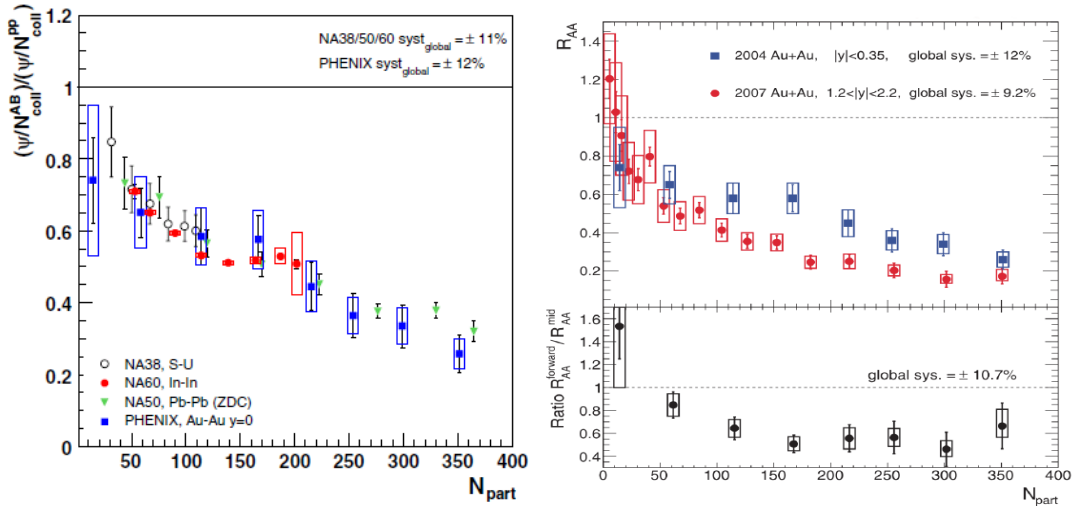 (ψ/N^AB_coll)/(ψ/N^pp_coll)
1.2
1
0.8
0.6
0.4
0.2
0
NA38/50/60 syst_global = ± 11%
PHENIX syst_global = ± 12%
NA38, S-U
NA60, In-In
NA50, Pb-Pb (ZDC)
PHENIX, Au-Au y=0
50 100 150 200 250 300 350 400
N_part
R_AA
1.4
1.2
1
0.8
0.6
0.4
0.2
2004 Au+Au, |y|<0.35, global sys. = ± 12%
2007 Au+Au, 1.2<|y|<2.2, global sys. = ± 9.2%
Ratio R_AA^forward / R_AA^mid
1.6
1.4
1.2
1
0.8
0.6
0.4
global sys. = ± 10.7%
0 50 100 150 200 250 300 350 400
N_part